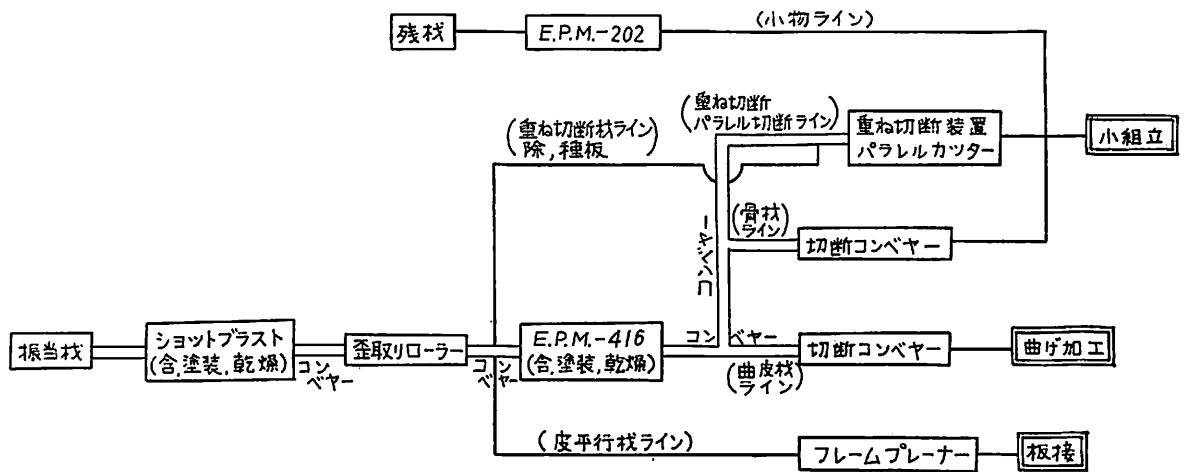 残材
E.P.M.-202
(小物ライン)
(重ね切断
パラレル切断ライン)
(重ね切断材ライン)
除,種板
重ね切断装置
パラレルカッター
小組立
(骨材
ライン)
切断コンベヤー
コンベヤー
振当材
ショットブラスト
(含,塗装,乾燥)
コン
ベヤー
歪取りローラー
コン
ベヤー
E.P.M.-416
(含,塗装,乾燥)
コンベヤー
(曲皮材
ライン)
切断コンベヤー
曲げ加工
(皮平行材ライン)
フレームプレーナー
板接